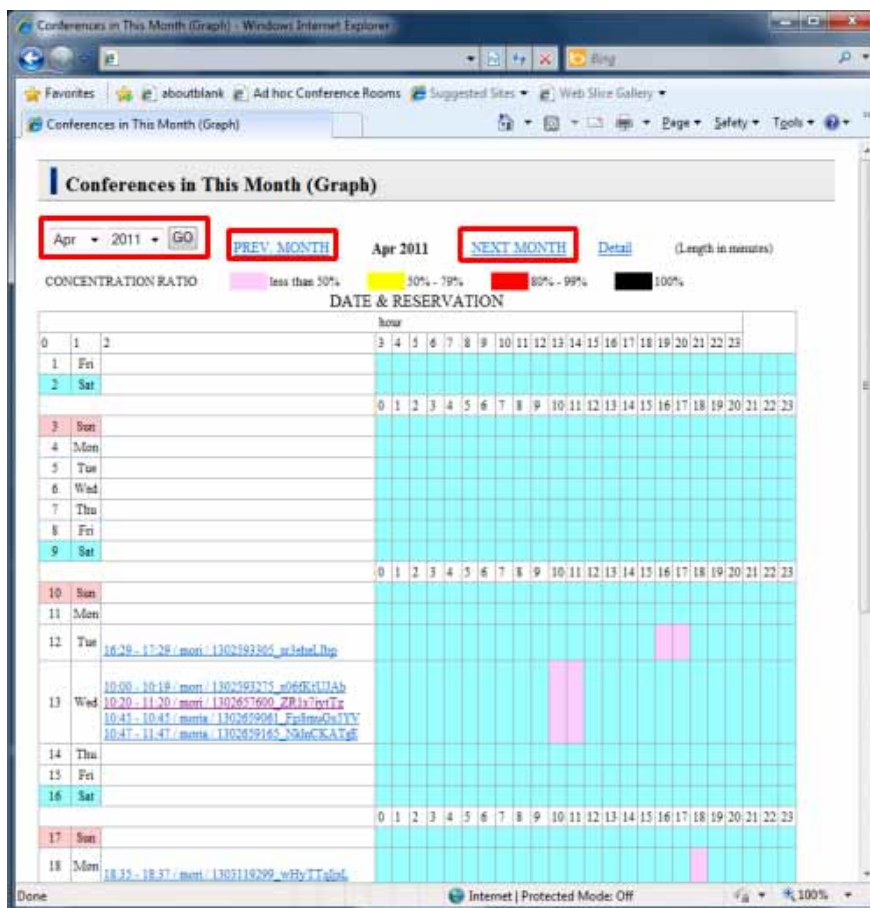 Conferences in This Month (Graph) - Windows Internet Explorer
Bing
Favorites aboutblank Ad hoc Conference Rooms Suggested Sites Web Slice Gallery
Conferences in This Month (Graph) Page Safety Tools
Conferences in This Month (Graph)
Apr 2011 GO PREV. MONTH Apr 2011 NEXT MONTH Detail (Length in minutes)
CONCENTRATION RATIO less than 50% 50% - 79% 80% - 99% 100%
DATE & RESERVATION
hour
0 1 2 3 4 5 6 7 8 9 10 11 12 13 14 15 16 17 18 19 20 21 22 23
1 Fri
2 Sat
0 1 2 3 4 5 6 7 8 9 10 11 12 13 14 15 16 17 18 19 20 21 22 23
3 Sun
4 Mon
5 Tue
6 Wed
7 Thu
8 Fri
9 Sat
0 1 2 3 4 5 6 7 8 9 10 11 12 13 14 15 16 17 18 19 20 21 22 23
10 Sun
11 Mon
12 Tue 16:29 - 17:29 / mori /
13 Wed 10:00 - 10:19 / mori /
10:20 - 11:20 / mori /
10:45 - 10:45 /
10:47 - 11:47 /
14 Thu
15 Fri
16 Sat
0 1 2 3 4 5 6 7 8 9 10 11 12 13 14 15 16 17 18 19 20 21 22 23
17 Sun
18 Mon 18:35 - 18:37 / mori /
Done Internet | Protected Mode: Off 100%